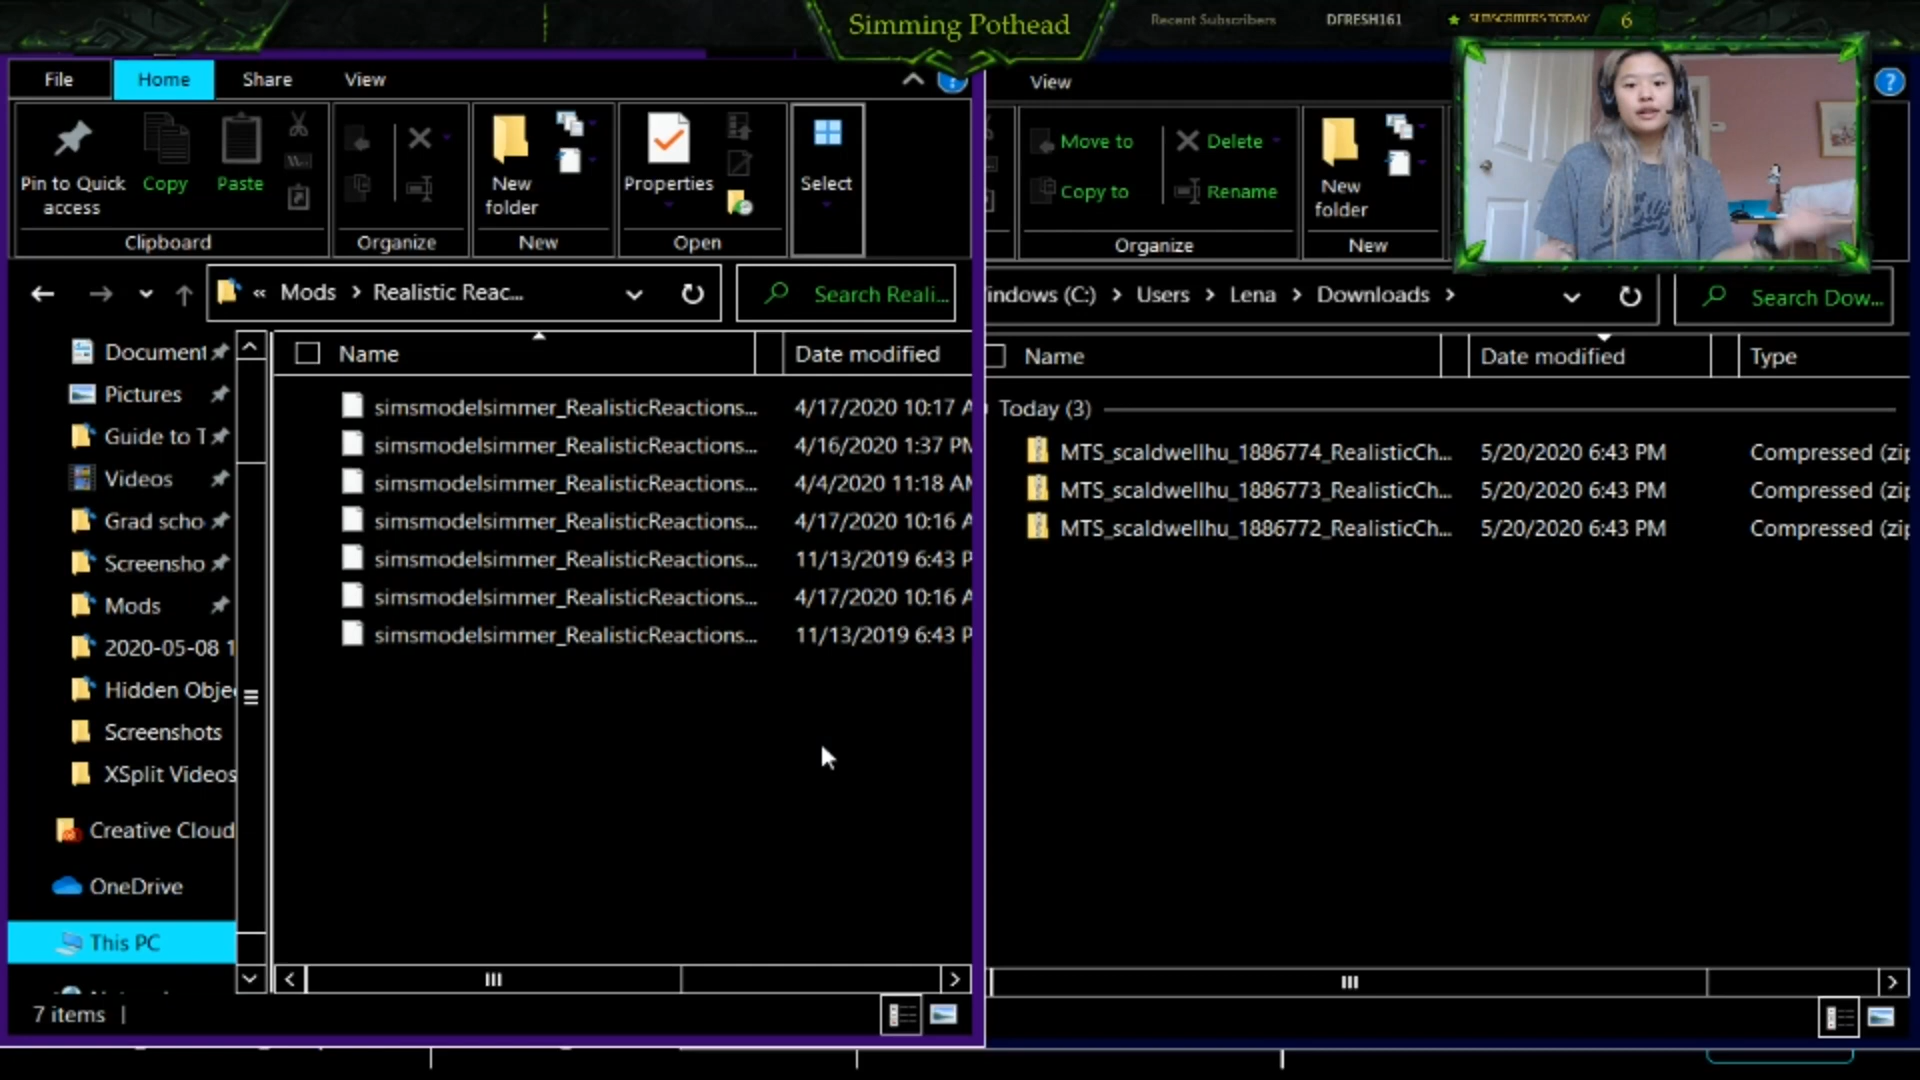 Simming Pothead
Recent Subscribers
DFRESH161
SUBSCRIBERS TODAY
6
File
Home
Share
View
Pin to Quick
access
Copy
Paste
Clipboard
Organize
New
folder
New
Properties
Open
Select
« Mods > Realistic Reac...
Search Reali...
Document
Pictures
Guide to T
Videos
Grad scho
Screensho
Mods
2020-05-08 1
Hidden Obje
Screenshots
XSplit Videos
Creative Cloud
OneDrive
This PC
Name
Date modified
simsmodelsimmer_RealisticReactions... 4/17/2020 10:17 A
simsmodelsimmer_RealisticReactions... 4/16/2020 1:37 PM
simsmodelsimmer_RealisticReactions... 4/4/2020 11:18 AM
simsmodelsimmer_RealisticReactions... 4/17/2020 10:16 A
simsmodelsimmer_RealisticReactions... 11/13/2019 6:43 P
simsmodelsimmer_RealisticReactions... 4/17/2020 10:16 A
simsmodelsimmer_RealisticReactions... 11/13/2019 6:43 P
7 items
View
Move to
Copy to
Delete
Rename
Organize
New
folder
New
indows (C:) > Users > Lena > Downloads >
Search Dow...
Name
Date modified
Type
Today (3)
MTS_scaldwellhu_1886774_RealisticCh... 5/20/2020 6:43 PM Compressed (zip
MTS_scaldwellhu_1886773_RealisticCh... 5/20/2020 6:43 PM Compressed (zip
MTS_scaldwellhu_1886772_RealisticCh... 5/20/2020 6:43 PM Compressed (zip